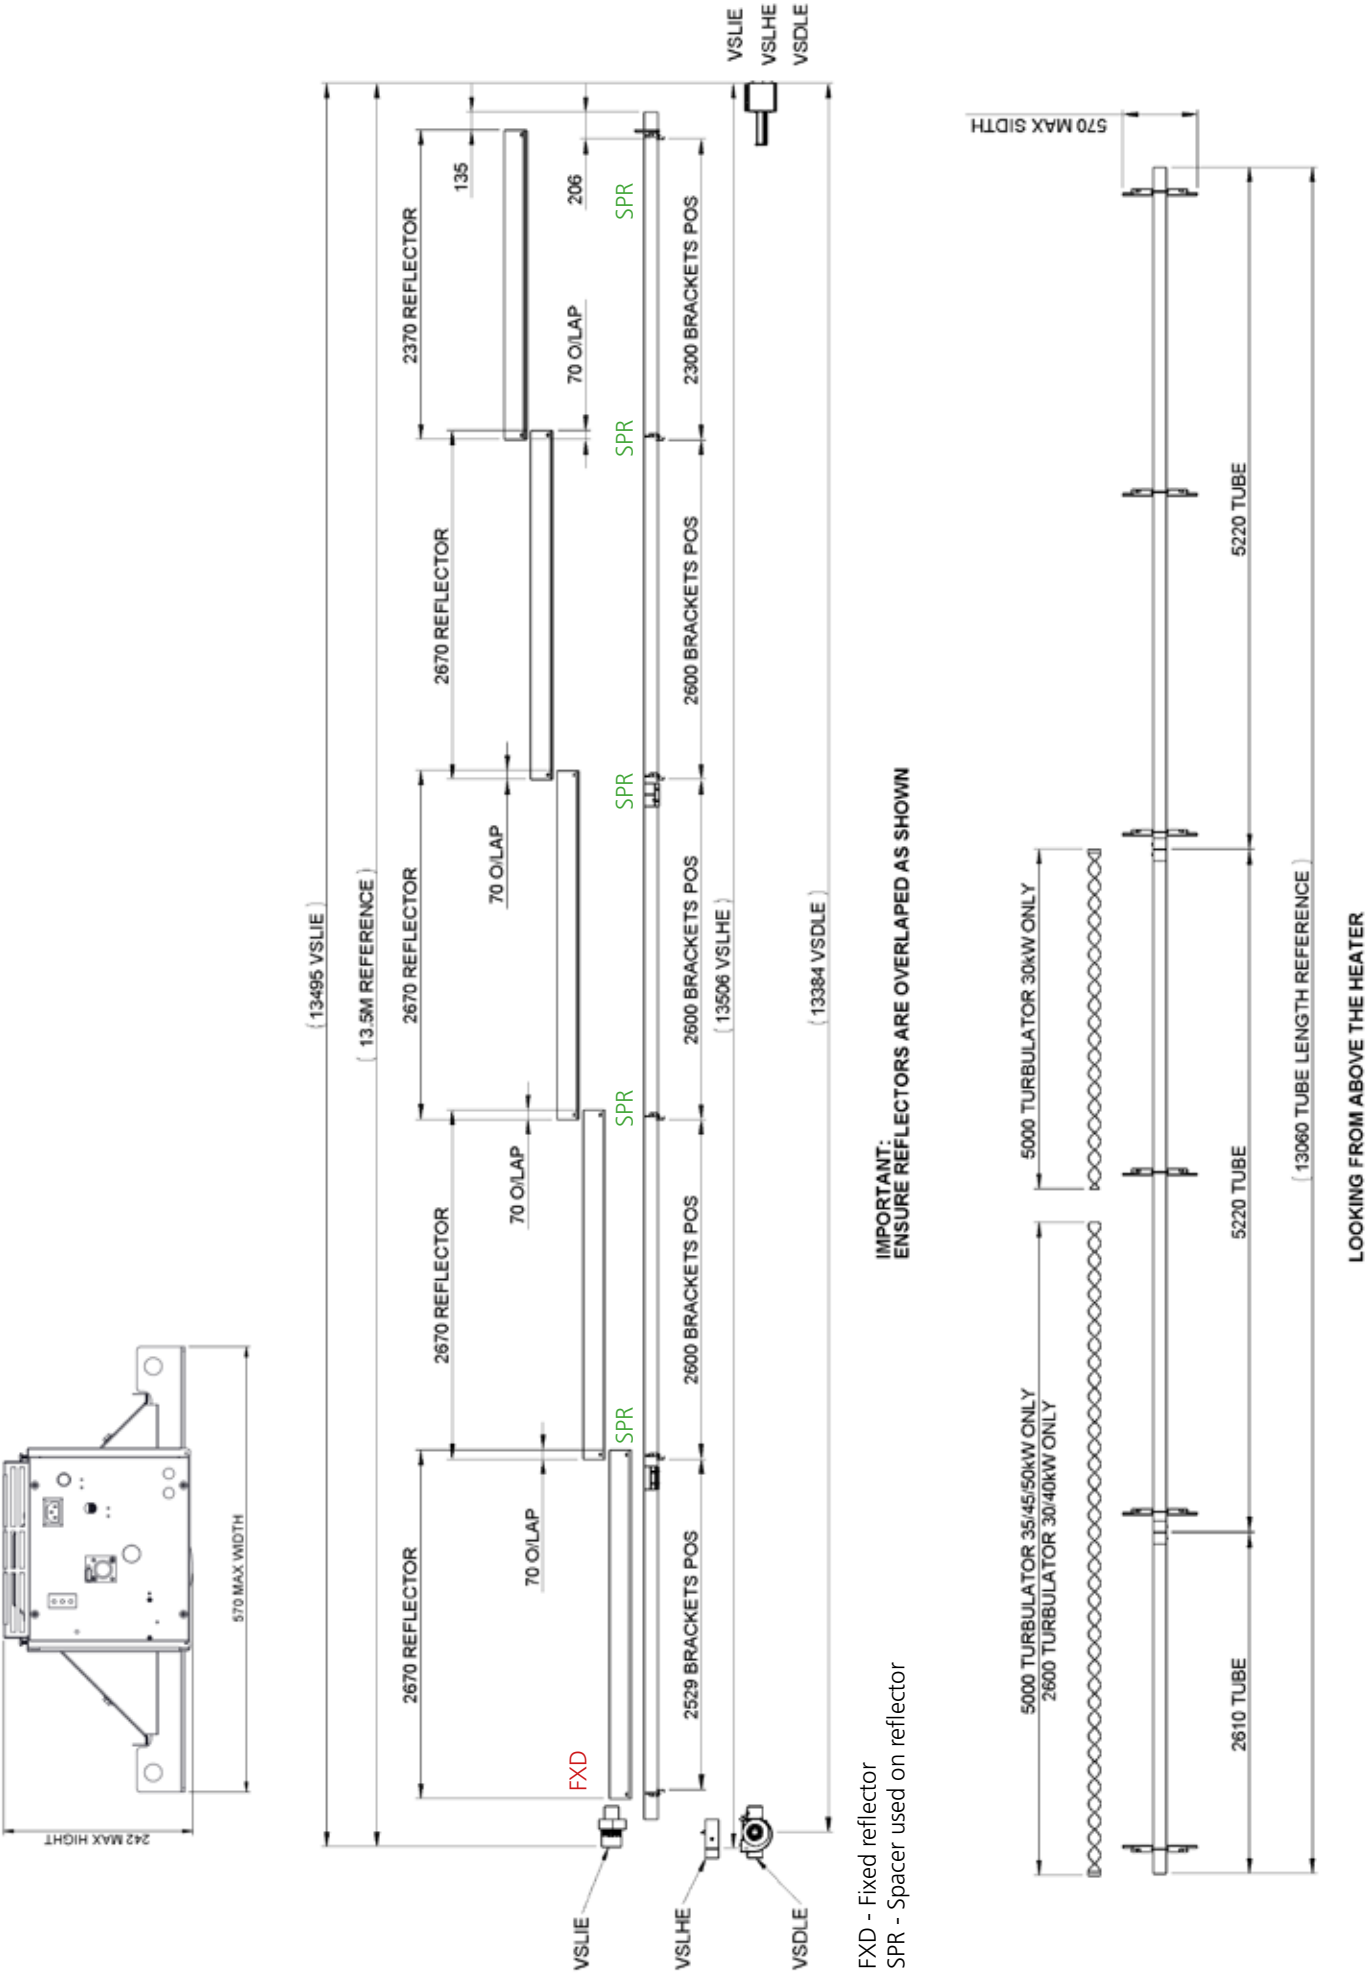 242 MAX HIGHT
570 MAX WIDTH
( 13495 VSLIE )
( 13.5M REFERENCE )
2670 REFLECTOR
2670 REFLECTOR
2670 REFLECTOR
2670 REFLECTOR
2370 REFLECTOR
135
70 O/LAP
70 O/LAP
70 O/LAP
70 O/LAP
206
FXD
SPR
SPR
SPR
SPR
SPR
2529 BRACKETS POS
2600 BRACKETS POS
2600 BRACKETS POS
2600 BRACKETS POS
2300 BRACKETS POS
( 13506 VSLHE )
( 13384 VSDLE )
VSLIE
VSLHE
VSDLE
VSLIE
VSLHE
VSDLE
FXD - Fixed reflector
SPR - Spacer used on reflector
IMPORTANT:
ENSURE REFLECTORS ARE OVERLAPED AS SHOWN
570 MAX SIDTH
5000 TURBULATOR 35/45/50kW ONLY
2600 TURBULATOR 30/40kW ONLY
5000 TURBULATOR 30kW ONLY
2610 TUBE
5220 TUBE
5220 TUBE
( 13060 TUBE LENGTH REFERENCE )
LOOKING FROM ABOVE THE HEATER